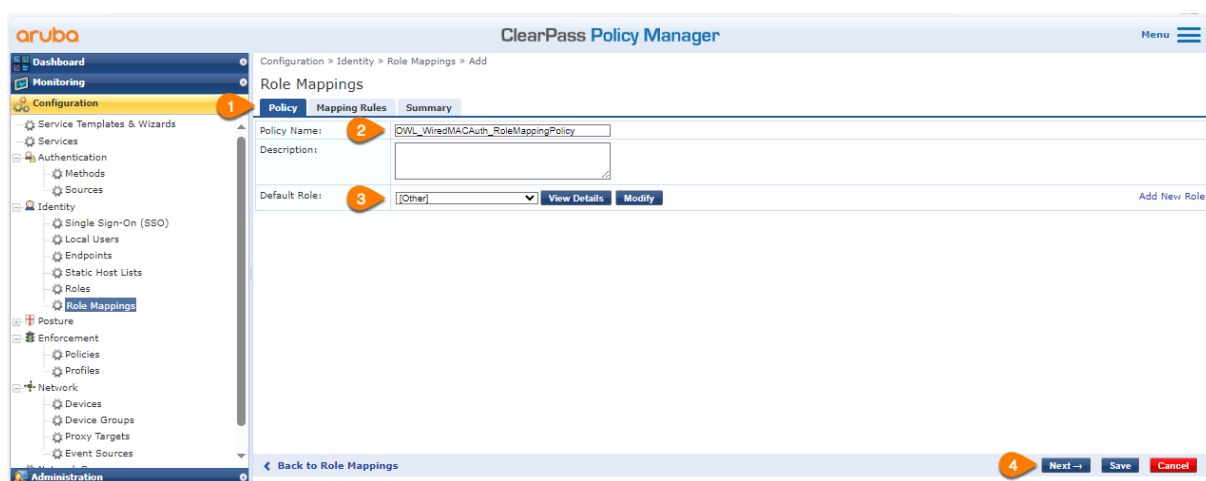 aruba
ClearPass Policy Manager
Menu
Dashboard
Monitoring
Configuration
Service Templates & Wizards
Services
Authentication
Methods
Sources
Identity
Single Sign-On (SSO)
Local Users
Endpoints
Static Host Lists
Roles
Role Mappings
Posture
Enforcement
Policies
Profiles
Network
Devices
Device Groups
Proxy Targets
Event Sources
Administration
Configuration » Identity » Role Mappings » Add
Role Mappings
1
Policy Mapping Rules Summary
Policy Name: 2 OWL_WiredMACAuth_RoleMappingPolicy
Description:
Default Role: 3 [Other] View Details Modify Add New Role
Back to Role Mappings 4 Next→ Save Cancel